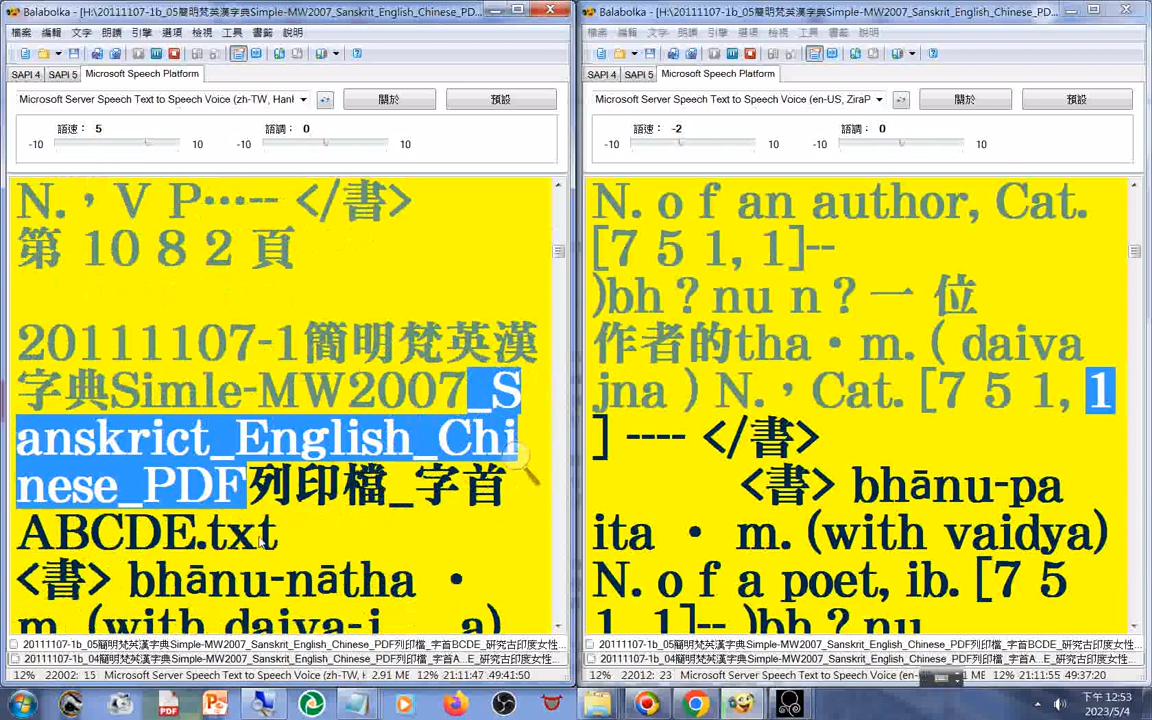 Balabolka - [H:\20111107-1b_05簡明梵英漢字典Simple-MW2007_Sanskrit_English_Chinese_PD...
檔案 編輯 文字 朗讀 引擎 選項 檢視 工具 書籤 說明
SAPI 4 SAPI 5 Microsoft Speech Platform
Microsoft Server Speech Text to Speech Voice (zh-TW, Hanl
關於
預設
語速： 5
語調： 0
-10 10 -10 10
N.，V P…-- </書>
第 10 8 2 頁
20111107-1簡明梵英漢
字典Simle-MW2007_S
anskrict_English_Chi
nese_PDF列印檔_字首
ABCDE.txt
<書> bhānu-nātha •
m. (with daiva-j a)
20111107-1b_05簡明梵英漢字典Simple-MW2007_Sanskrit_English_Chinese_PDF列印檔_字首BCDE_研究古印度女性...
20111107-1b_04簡明梵英漢字典Simple-MW2007_Sanskrit_English_Chinese_PDF列印檔_字首A...E_研究古印度女性...
12% 22002: 15 Microsoft Server Speech Text to Speech Voice (zh-TW, 2.91 ME 12% 21:11:47 49:41:50
Balabolka - [H:\20111107-1b_05簡明梵英漢字典Simple-MW2007_Sanskrit_English_Chinese_PD...
檔案 編輯 文字 朗讀 引擎 選項 檢視 工具 書籤 說明
SAPI 4 SAPI 5 Microsoft Speech Platform
Microsoft Server Speech Text to Speech Voice (en-US, ZiraP
關於
預設
語速： -2
語調： 0
-10 10 -10 10
N. o f an author, Cat.
[7 5 1, 1]--
)bh？nu n？一 位
作者的tha • m. ( daiva
jna ) N.，Cat. [7 5 1, 1
] ---- </書>
<書> bhānu-pa
ita • m. (with vaidya)
N. o f a poet, ib. [7 5
1, 1]-- )bh？nu
20111107-1b_05簡明梵英漢字典Simple-MW2007_Sanskrit_English_Chinese_PDF列印檔_字首BCDE_研究古印度女性...
20111107-1b_04簡明梵英漢字典Simple-MW2007_Sanskrit_English_Chinese_PDF列印檔_字首A...E_研究古印度女性...
12% 22012: 23 Microsoft Server Speech Text to Speech Voice (en-US, 12% 21:11:55 49:37:20
下午 12:53
2023/5/4